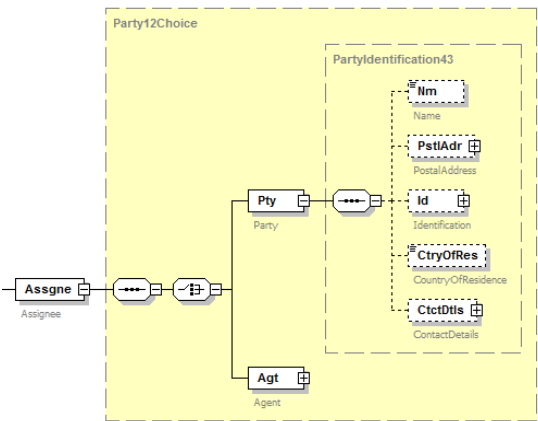 Party12Choice
PartyIdentification43
Nm
Name
PstlAdr
PostalAddress
Pty
Party
Id
Identification
CtryOfRes
CountryOfResidence
Assgne
Assignee
CtctDtls
ContactDetails
Agt
Agent